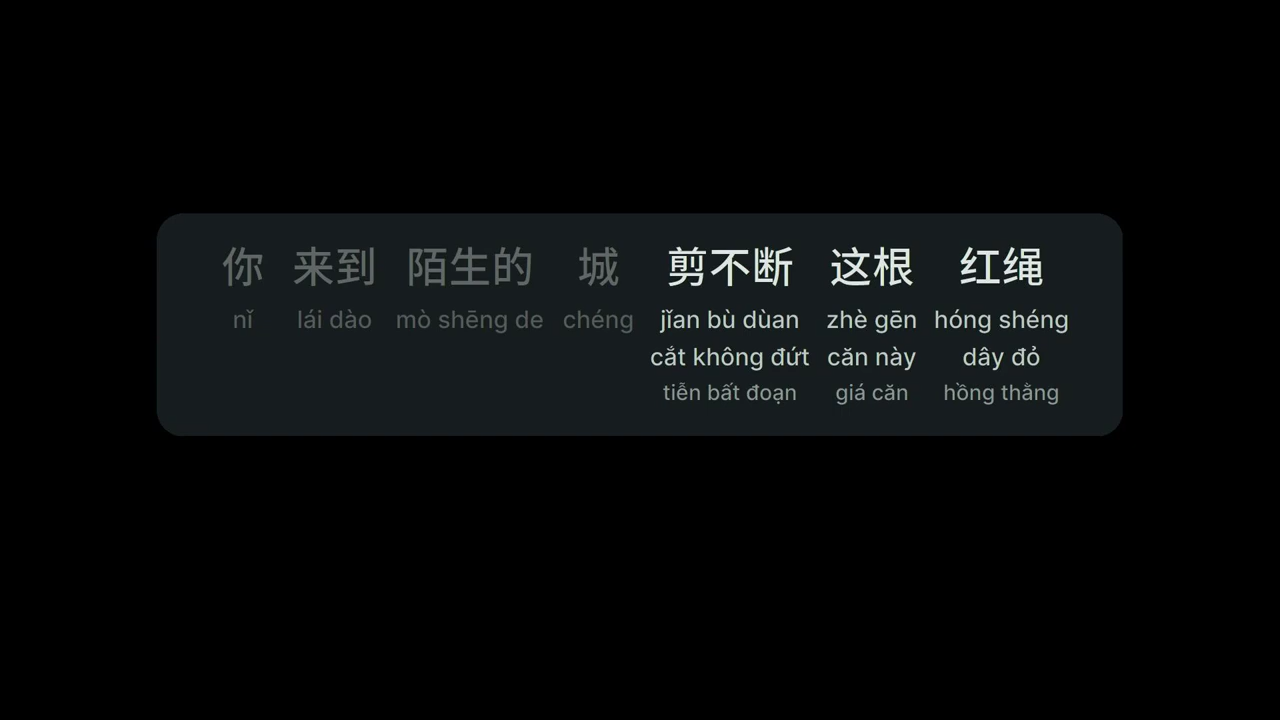 你 来到 陌生的 城 剪不断 这根 红绳
nǐ lái dào mò shēng de chéng jǐan bù dùan zhè gēn hóng shéng
cắt không đứt căn này dây đỏ
tiễn bất đoạn giá căn hồng thằng